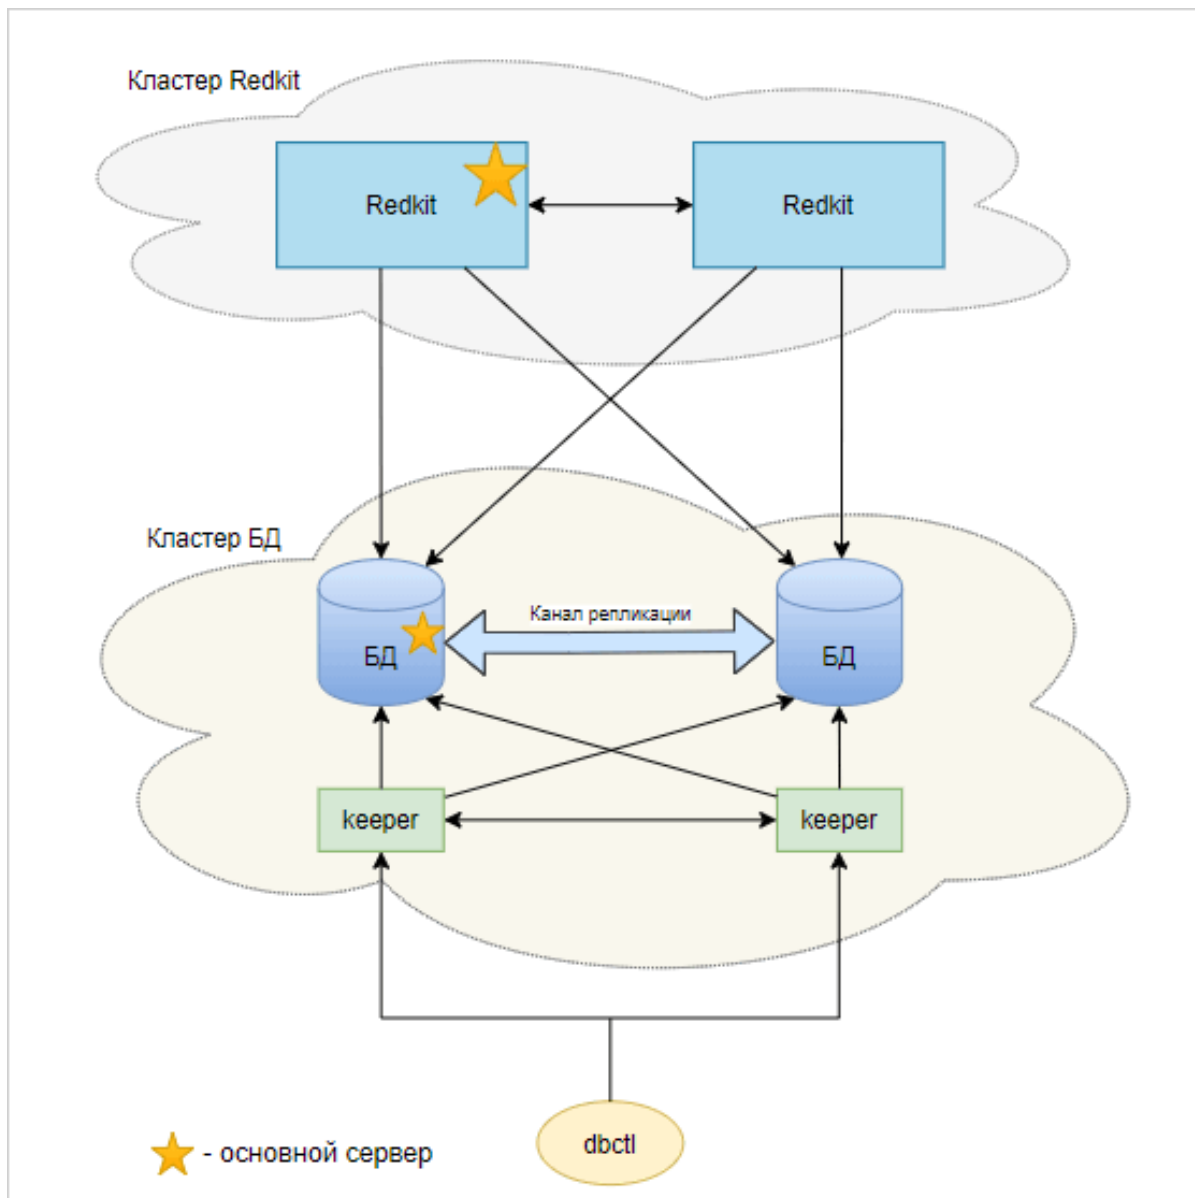 Кластер Redkit
Redkit
Redkit
Кластер БД
Канал репликации
БД
БД
keeper
keeper
dbctl
- основной сервер